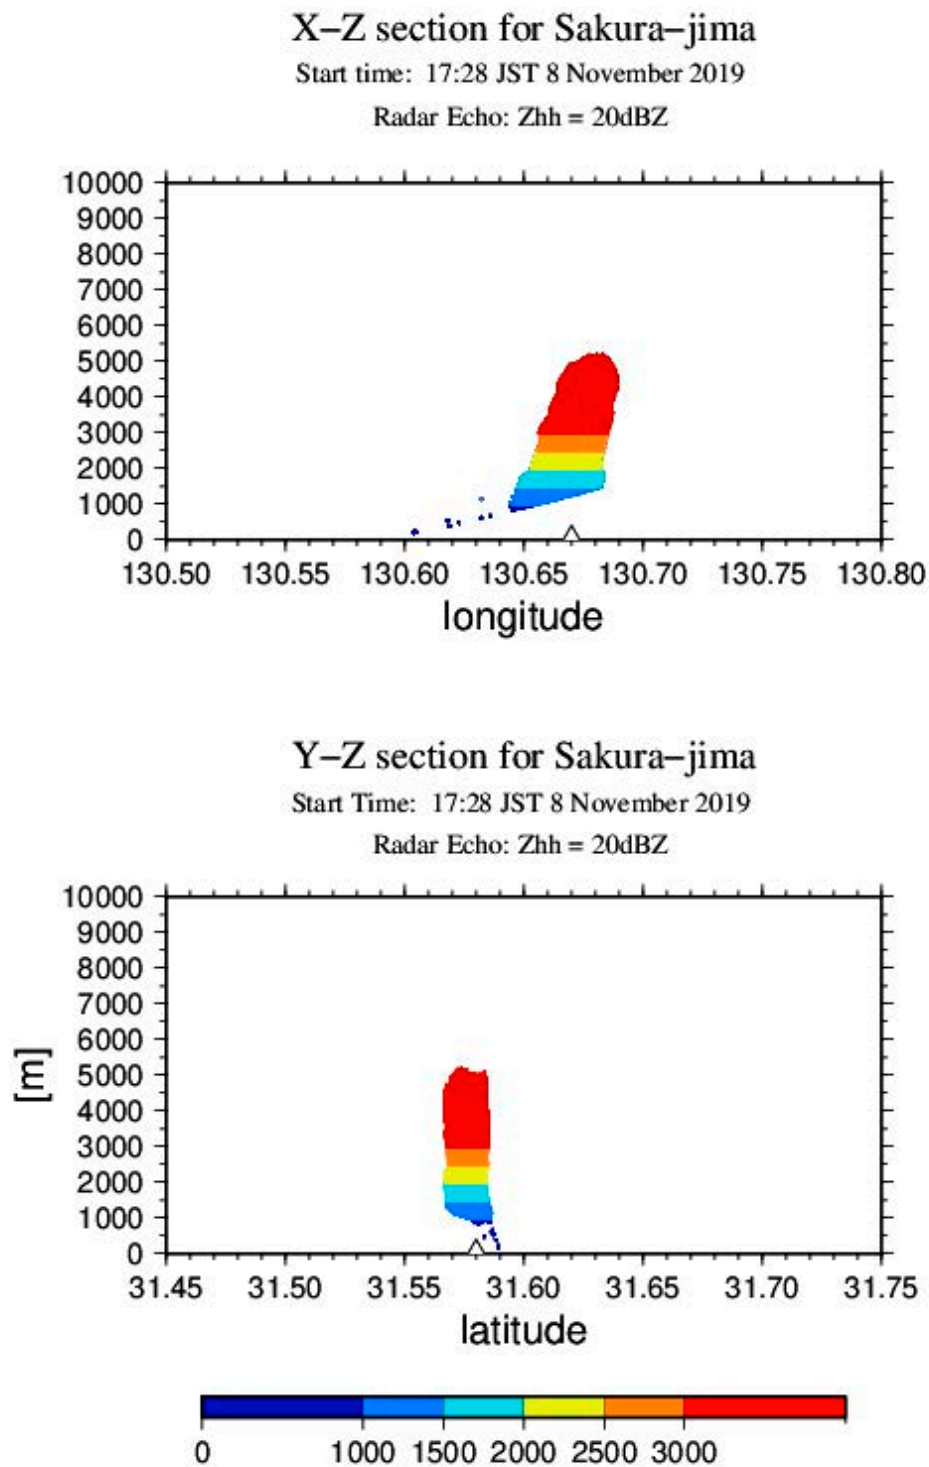 X–Z section for Sakura–jima
Start time: 17:28 JST 8 November 2019
Radar Echo: Zhh = 20dBZ
10000
9000
8000
7000
6000
5000
4000
3000
2000
1000
0
130.50 130.55 130.60 130.65 130.70 130.75 130.80
longitude
Y–Z section for Sakura–jima
Start Time: 17:28 JST 8 November 2019
Radar Echo: Zhh = 20dBZ
10000
9000
8000
7000
6000
5000
4000
3000
2000
1000
0
[m]
31.45 31.50 31.55 31.60 31.65 31.70 31.75
latitude
0 1000 1500 2000 2500 3000